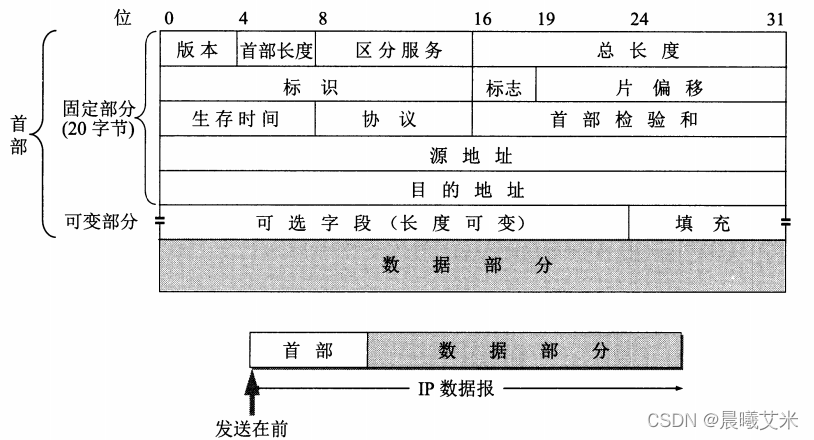 位 0 4 8 16 19 24 31
版本 首部长度 区分服务 总长度
标识 标志 片偏移
首部 固定部分 (20 字节)
生存时间 协议 首部检验和
源地址
目的地址
可变部分 可选字段（长度可变） 填充
数据部分
首部 数据部分
IP 数据报
发送在前
CSDN @晨曦艾米